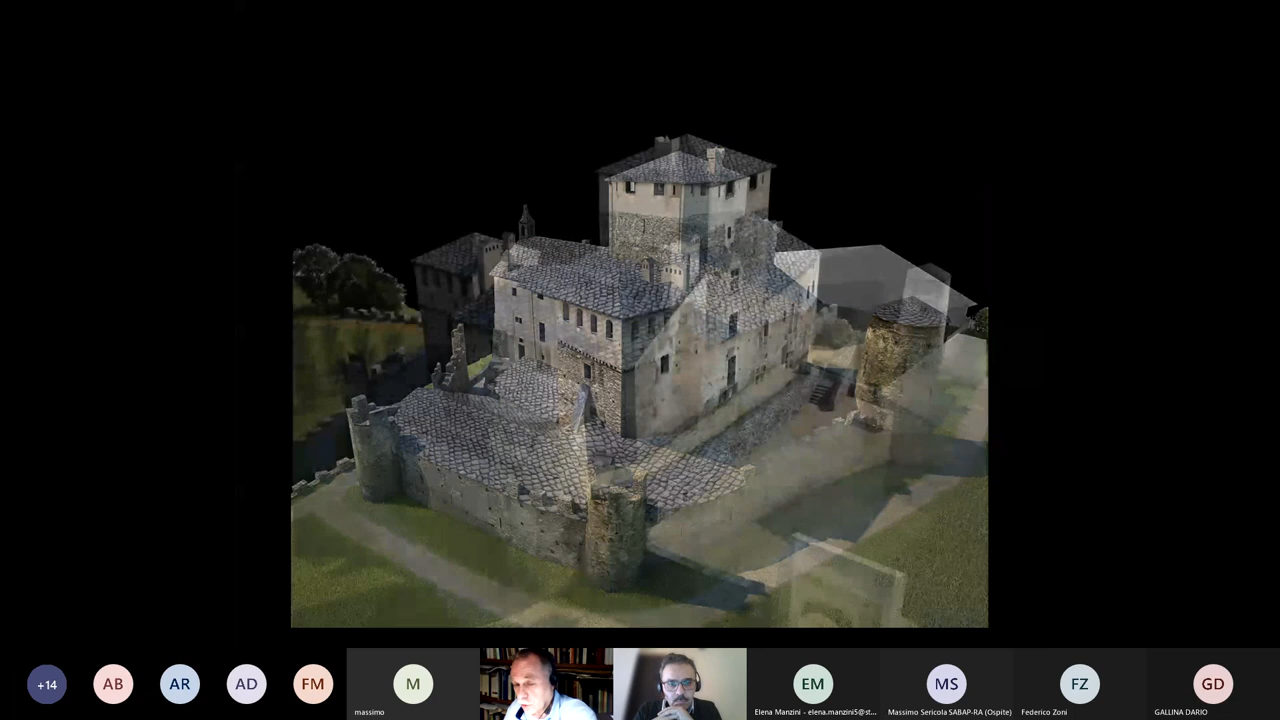 +14
AB
AR
AD
FM
M
massimo
EM
Elena Manzini - elena.manzini5@st...
MS
Massimo Sericola SABAP-RA (Ospite)
FZ
Federico Zoni
GD
GALLINA DARIO